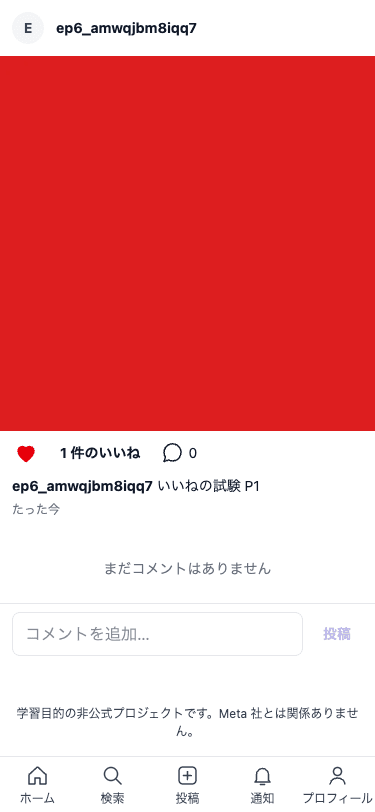 E ep6_amwqjbm8iqq7
1 件のいいね 0
ep6_amwqjbm8iqq7 いいねの試験 P1
たった今
まだコメントはありません
コメントを追加... 投稿
学習目的の非公式プロジェクトです。Meta 社とは関係ありませ
ん。
ホーム 検索 投稿 通知 プロフィール